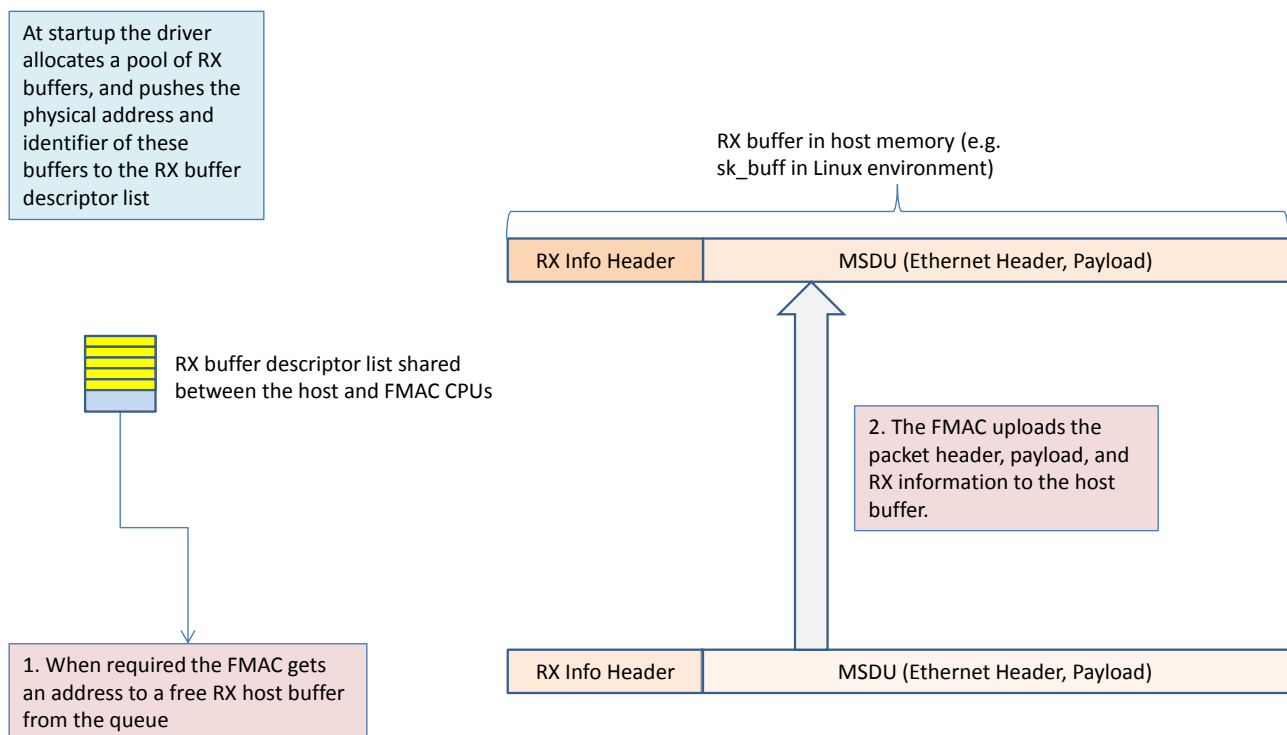 At startup the driver
allocates a pool of RX
buffers, and pushes the
physical address and
identifier of these
buffers to the RX buffer
descriptor list
RX buffer in host memory (e.g.
sk_buff in Linux environment)
RX Info Header
MSDU (Ethernet Header, Payload)
RX buffer descriptor list shared
between the host and FMAC CPUs
2. The FMAC uploads the
packet header, payload, and
RX information to the host
buffer.
1. When required the FMAC gets
an address to a free RX host buffer
from the queue
RX Info Header
MSDU (Ethernet Header, Payload)